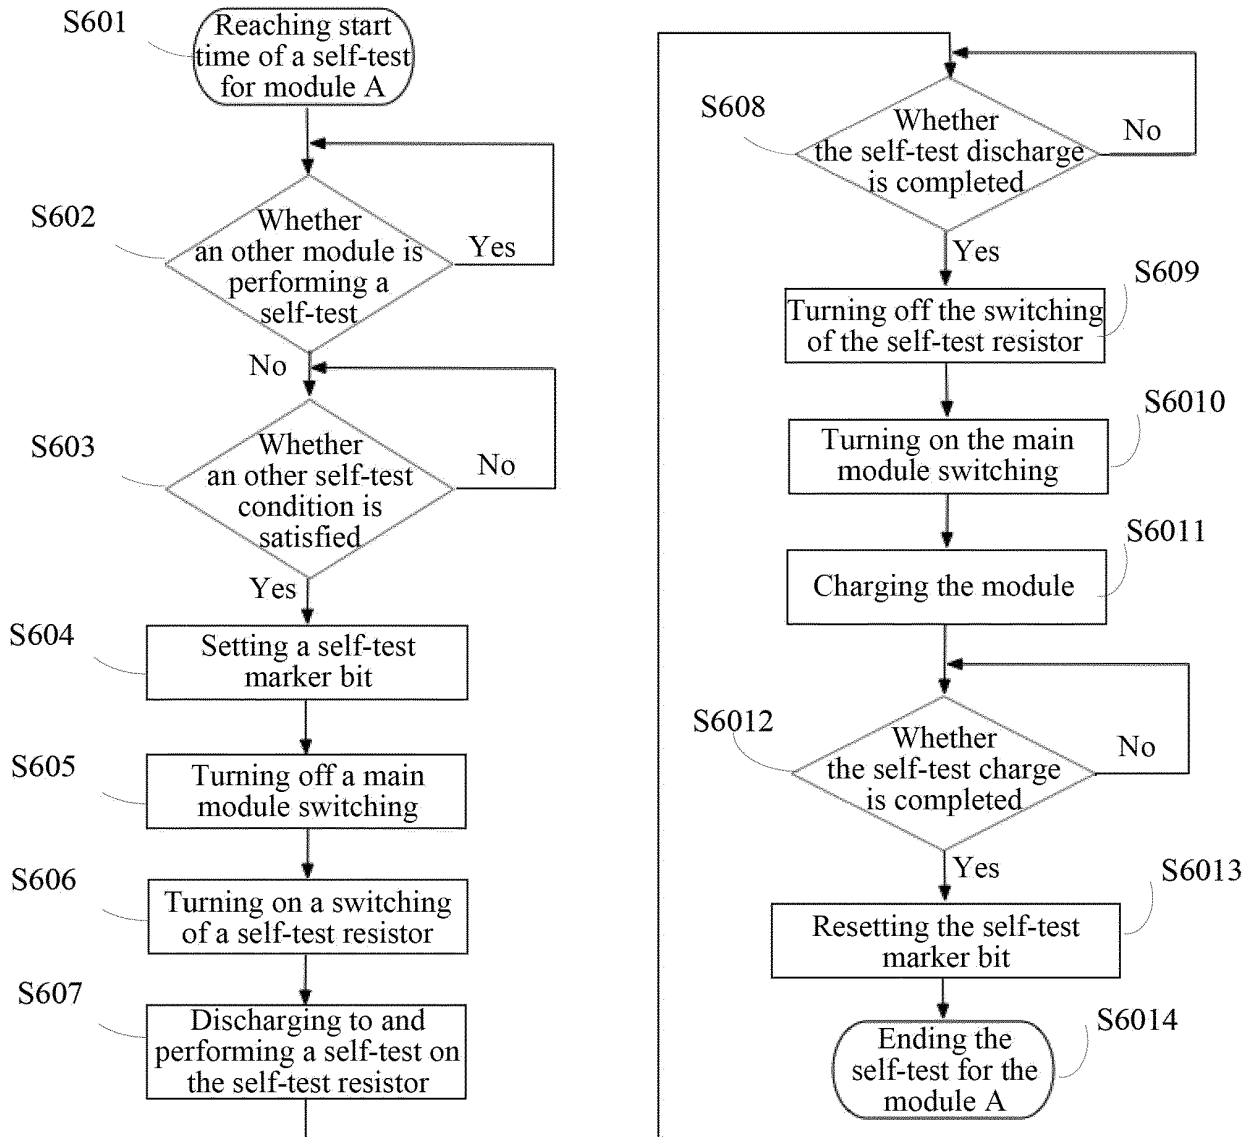 S601
Reaching start
time of a self-test
for module A
S602
Whether
an other module is
performing a
self-test
Yes
No
S603
Whether
an other self-test
condition is
satisfied
No
Yes
S604
Setting a self-test
marker bit
S605
Turning off a main
module switching
S606
Turning on a switching
of a self-test resistor
S607
Discharging to and
performing a self-test on
the self-test resistor
S608
Whether
the self-test discharge
is completed
No
Yes
S609
Turning off the switching
of the self-test resistor
S6010
Turning on the main
module switching
S6011
Charging the module
S6012
Whether
the self-test charge
is completed
No
Yes
S6013
Resetting the self-test
marker bit
S6014
Ending the
self-test for the
module A